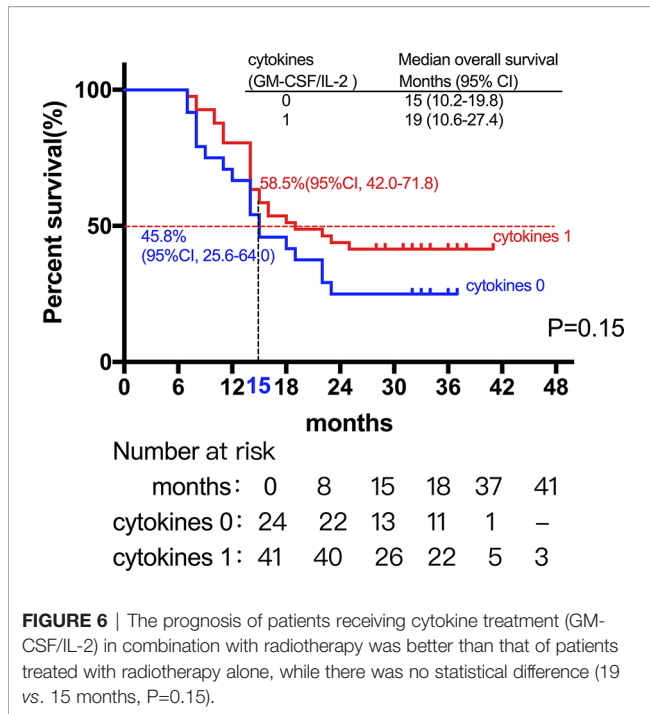 cytokines Median overall survival
(GM-CSF/IL-2 ) Months (95% CI)
0 15 (10.2-19.8)
1 19 (10.6-27.4)
Percent survival(%)
100
50
0
58.5%(95%CI, 42.0-71.8)
45.8%
(95%CI, 25.6-64.0)
cytokines 1
cytokines 0
P=0.15
0 6 12 15 18 24 30 36 42 48
months
Number at risk
months: 0 8 15 18 37 41
cytokines 0: 24 22 13 11 1 –
cytokines 1: 41 40 26 22 5 3
FIGURE 6 | The prognosis of patients receiving cytokine treatment (GM-
CSF/IL-2) in combination with radiotherapy was better than that of patients
treated with radiotherapy alone, while there was no statistical difference (19
vs. 15 months, P=0.15).